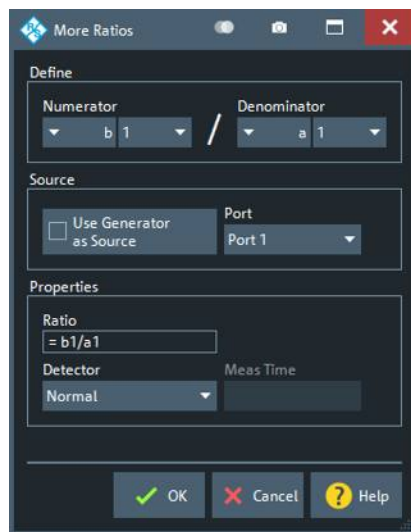 More Ratios
Define
Numerator
Denominator
b 1
/
a 1
Source
Use Generator
as Source
Port
Port 1
Properties
Ratio
= b1/a1
Detector
Meas Time
Normal
OK
Cancel
? Help